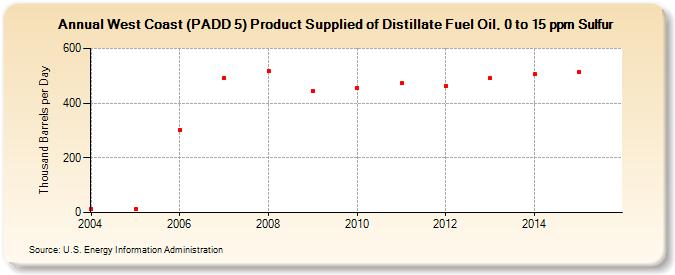 Annual West Coast (PADD 5) Product Supplied of Distillate Fuel Oil, 0 to 15 ppm Sulfur
Thousand Barrels per Day
600
400
200
0
2004 2006 2008 2010 2012 2014
Source: U.S. Energy Information Administration